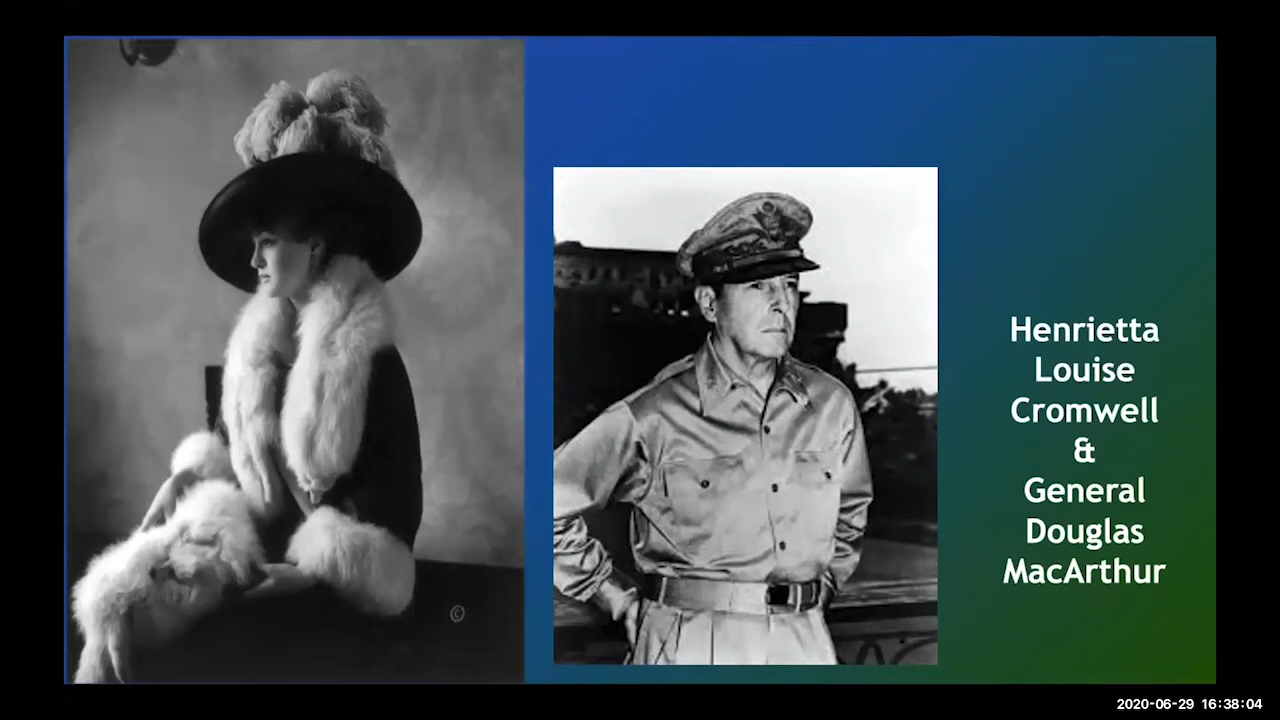 Henrietta
Louise
Cromwell
&
General
Douglas
MacArthur
©
2020-06-29 16:38:04